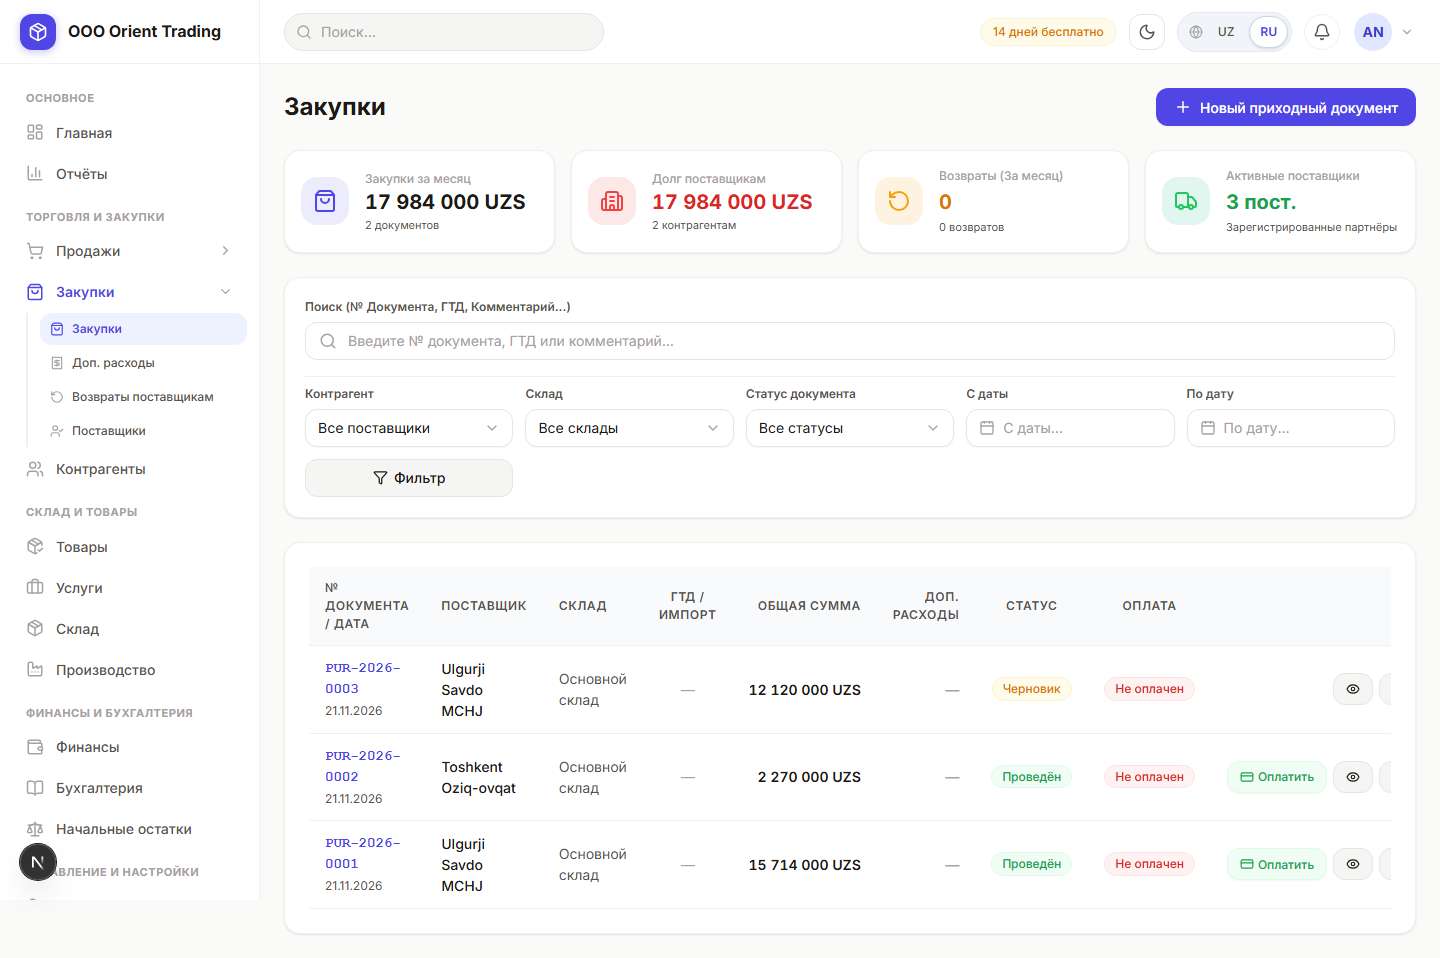 ООО Orient Trading
Поиск...
14 дней бесплатно
UZ
RU
AN
ОСНОВНОЕ
Главная
Отчёты
ТОРГОВЛЯ И ЗАКУПКИ
Продажи
Закупки
Закупки
Доп. расходы
Возвраты поставщикам
Поставщики
Контрагенты
СКЛАД И ТОВАРЫ
Товары
Услуги
Склад
Производство
ФИНАНСЫ И БУХГАЛТЕРИЯ
Финансы
Бухгалтерия
Начальные остатки
N
АВЛЕНИЕ И НАСТРОЙКИ
Закупки
Новый приходный документ
Закупки за месяц
17 984 000 UZS
2 документов
Долг поставщикам
17 984 000 UZS
2 контрагентам
Возвраты (За месяц)
0
0 возвратов
Активные поставщики
3 пост.
Зарегистрированные партнёры
Поиск (№ Документа, ГТД, Комментарий...)
Введите № документа, ГТД или комментарий...
Контрагент
Склад
Статус документа
С даты
По дату
Все поставщики
Все склады
Все статусы
С даты...
По дату...
Фильтр
№ ДОКУМЕНТА / ДАТА
ПОСТАВЩИК
СКЛАД
ГТД / ИМПОРТ
ОБЩАЯ СУММА
ДОП. РАСХОДЫ
СТАТУС
ОПЛАТА
PUR-2026-0003
21.11.2026
Ulgurji Savdo MCHJ
Основной склад
—
12 120 000 UZS
—
Черновик
Не оплачен
PUR-2026-0002
21.11.2026
Toshkent Oziq-ovqat
Основной склад
—
2 270 000 UZS
—
Проведён
Не оплачен
Оплатить
PUR-2026-0001
21.11.2026
Ulgurji Savdo MCHJ
Основной склад
—
15 714 000 UZS
—
Проведён
Не оплачен
Оплатить